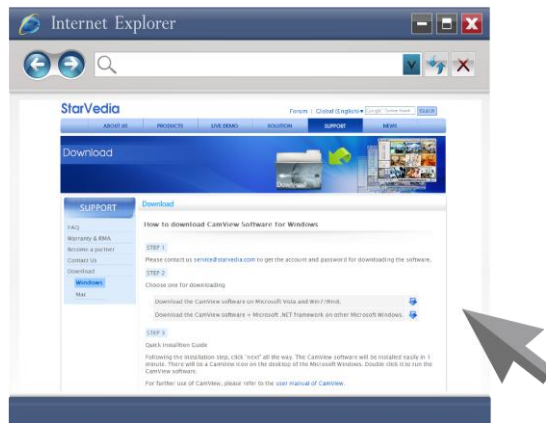 Internet Explorer
StarVedia
Forum | Global (English)
Search
ABOUT US PRODUCTS LIVE DEMO SOLUTION SUPPORT NEWS
Download
SUPPORT
FAQ
Warranty & RMA
Become a partner
Contact Us
Download
Windows
Mac
Download
How to download CamView Software for Windows
STEP 1
Please contact us service@starvedia.com to get the account and password for downloading the software.
STEP 2
Choose one for downloading
Download the CamView software on Microsoft Vista and Win7/Win8.
Download the CamView software + Microsoft .NET framework on other Microsoft Windows.
STEP 3
Quick Installtion Guide
Following the installation step, click "next" all the way. The CamView software will be installed easily in 1
minute. There will be a CamView icon on the desktop of the Microsoft Windows. Double click it to run the
CamView software.
For further use of CamView, please refer to the user manual of CamView.